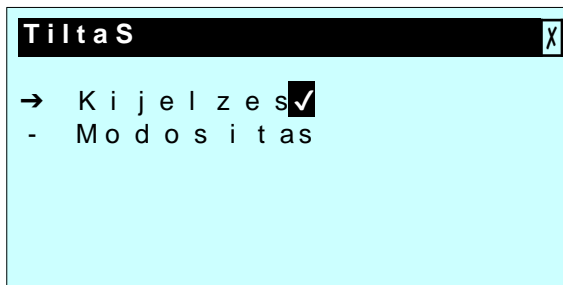 TiltaS X
➔ Kijelzes ✓
- Modositas